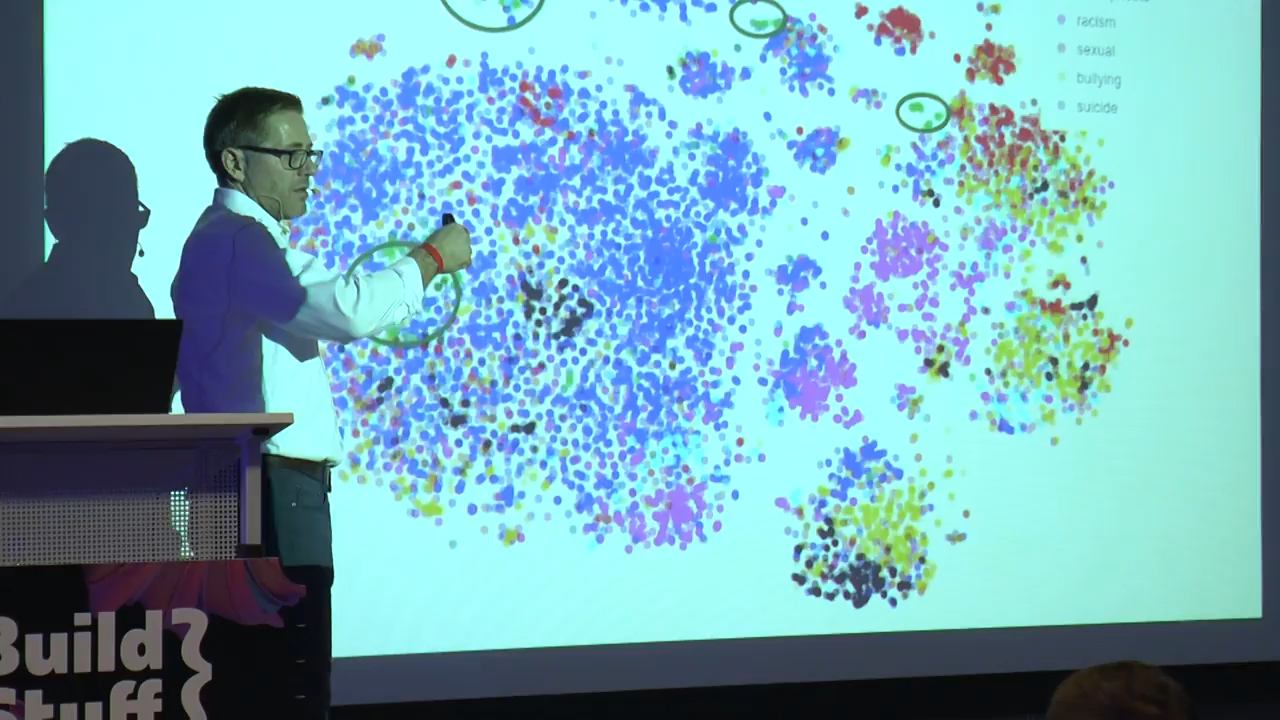 racism
sexual
bullying
suicide
Build
Stuff